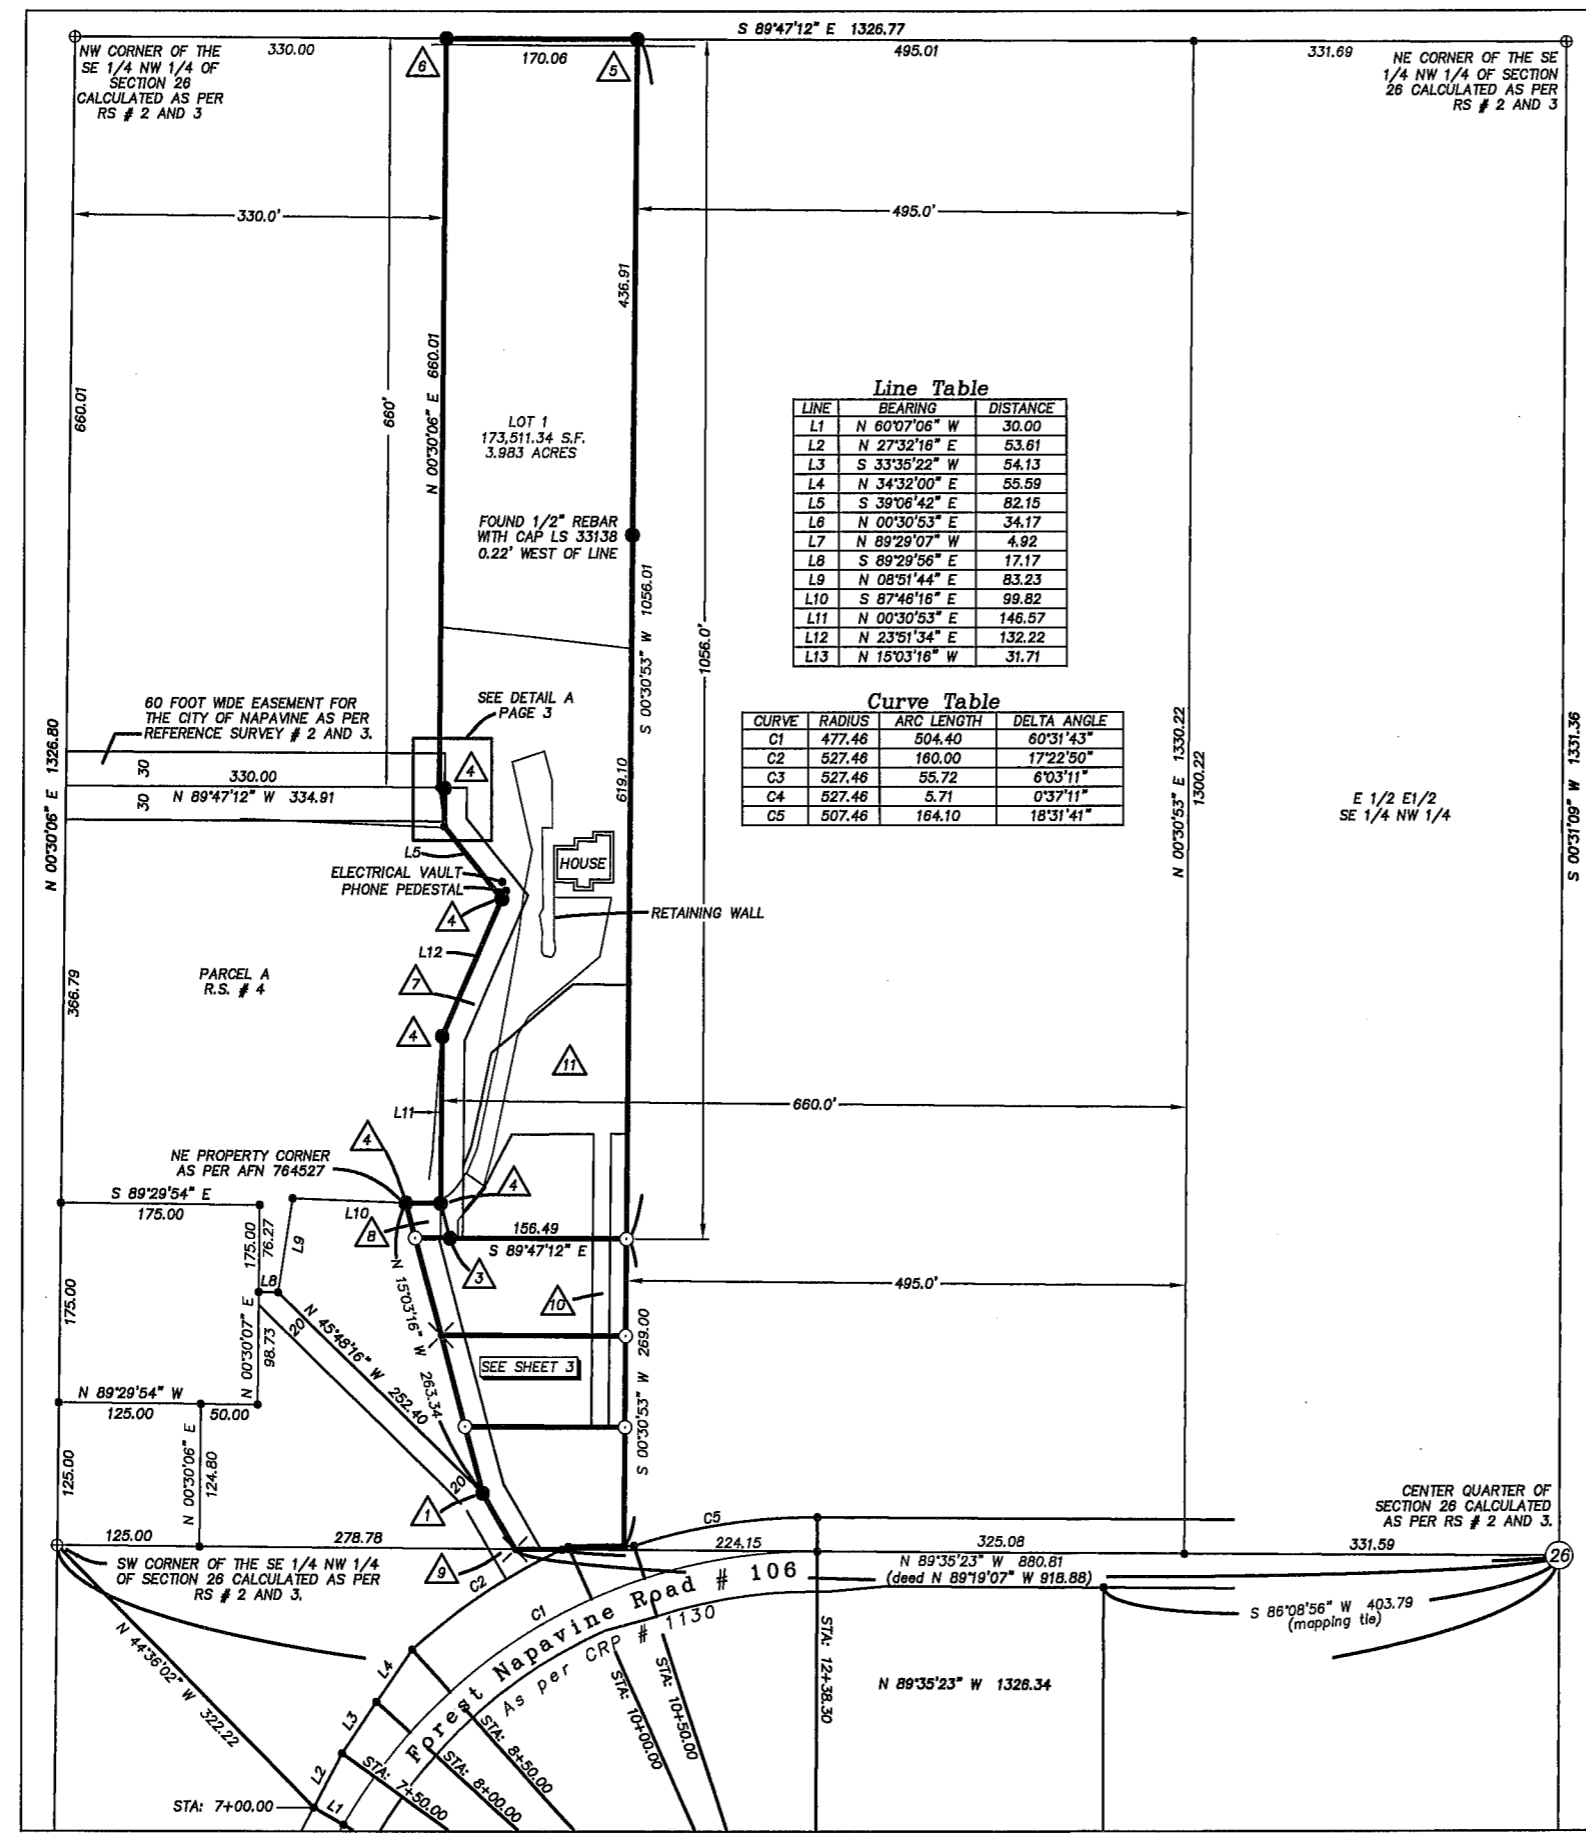 S 89°47'12" E 1326.77
330.00
170.06
495.01
331.69
NW CORNER OF THE
SE 1/4 NW 1/4 OF
SECTION 26
CALCULATED AS PER
RS # 2 AND 3
6
5
NE CORNER OF THE SE
1/4 NW 1/4 OF SECTION
26 CALCULATED AS PER
RS # 2 AND 3
330.0'
495.0'
436.91
660.01
660'
N 00°30'06" E 660.01
LOT 1
173,511.34 S.F.
3.983 ACRES
FOUND 1/2" REBAR
WITH CAP LS 33138
0.22' WEST OF LINE
S 00°30'53" W 1056.01
1056.0'
Line Table
LINE BEARING DISTANCE
L1 N 60°07'06" W 30.00
L2 N 27°32'16" E 53.61
L3 S 33°35'22" W 54.13
L4 N 34°32'00" E 55.59
L5 S 39°06'42" E 82.15
L6 N 00°30'53" E 34.17
L7 N 89°29'07" W 4.92
L8 S 89°29'56" E 17.17
L9 N 08°51'44" E 83.23
L10 S 87°46'16" E 99.82
L11 N 00°30'53" E 146.57
L12 N 23°51'34" E 132.22
L13 N 15°03'16" W 31.71
Curve Table
CURVE RADIUS ARC LENGTH DELTA ANGLE
C1 477.46 504.40 60°31'43"
C2 527.46 160.00 17°22'50"
C3 527.46 55.72 6°03'11"
C4 527.46 5.71 0°37'11"
C5 507.46 164.10 18°31'41"
60 FOOT WIDE EASEMENT FOR
THE CITY OF NAPAVINE AS PER
REFERENCE SURVEY # 2 AND 3.
SEE DETAIL A
PAGE 3
4
30
330.00
N 89°47'12" W 334.91
30
N 00°30'06" E 1326.80
619.10
N 00°30'53" E 1330.22
1300.22
E 1/2 E1/2
SE 1/4 NW 1/4
S 00°31'09" W 1331.36
L5
HOUSE
ELECTRICAL VAULT
PHONE PEDESTAL
4
RETAINING WALL
L12
PARCEL A
R.S. # 4
366.79
7
4
11
L11
660.0'
4
NE PROPERTY CORNER
AS PER AFN 764527
4
S 89°29'54" E
175.00
L10
8
156.49
S 89°47'12" E
3
175.00
76.27
L9
L8
495.0'
175.00
N 00°30'07" E
98.73
20
N 45°48'16" W 252.40
N 15°03'16" W 263.34
10
SEE SHEET 3
S 00°30'53" W 269.00
N 89°29'54" W
125.00
50.00
N 00°30'06" E
124.80
125.00
20
1
125.00
278.78
C5
224.15
325.08
331.59
CENTER QUARTER OF
SECTION 26 CALCULATED
AS PER RS # 2 AND 3.
26
SW CORNER OF THE SE 1/4 NW 1/4
OF SECTION 26 CALCULATED AS PER
RS # 2 AND 3.
9
C2
C1
N 89°35'23" W 880.81
(deed N 89°19'07" W 918.88)
S 86°08'56" W 403.79
(mapping tie)
Forest Napavine Road # 106
As per CRP # 1130
N 44°36'02" W 322.22
L4
L3
L2
L1
STA: 7+00.00
STA: 7+50.00
STA: 8+00.00
STA: 8+50.00
STA: 10+00.00
STA: 10+50.00
STA: 12+38.30
N 89°35'23" W 1326.34